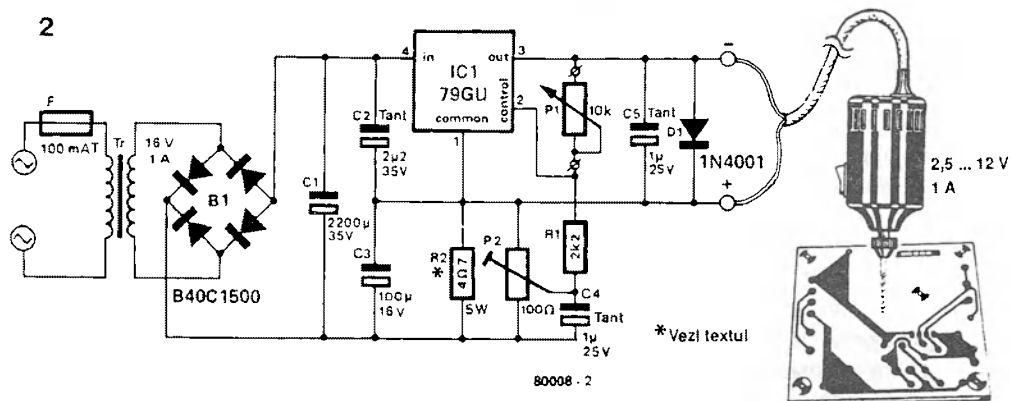 2
F
100 mAT
Tr
16 V
1 A
B1
B40C1500
C1
2200µ
35V
C2
Tant
2µ2
35V
C3
100µ
16V
4
in
IC1
79GU
common
1
out
3
control
2
R2
*
4Ω7
5W
P2
100Ω
P1
10k
R1
2k2
C4
Tant
1µ
25V
C5
Tant
1µ
25V
D1
1N4001
–
+
2,5 ... 12 V
1 A
* Vezi textul
80008 - 2